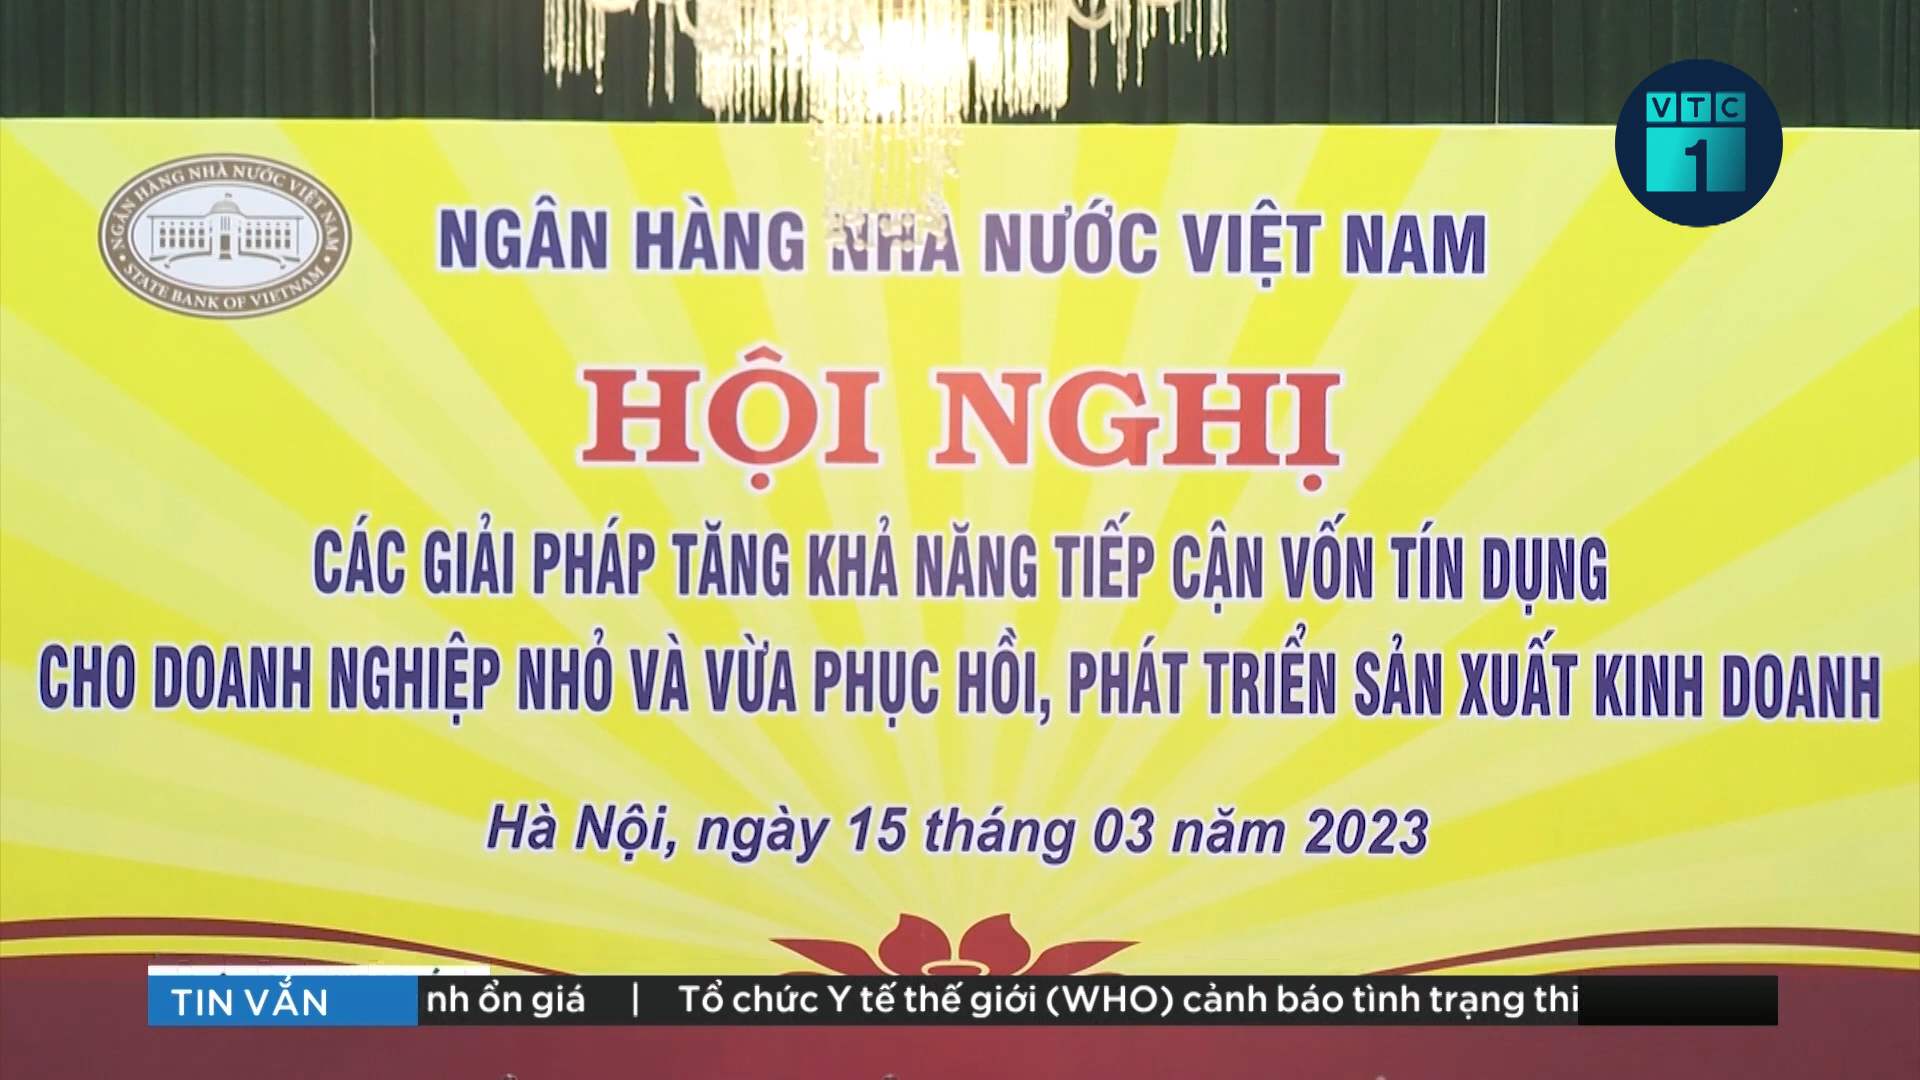 VTC
1
NGÂN HÀNG NHÀ NƯỚC VIỆT NAM
STATE BANK OF VIETNAM
NGÂN HÀNG NHÀ NƯỚC VIỆT NAM
HỘI NGHỊ
CÁC GIẢI PHÁP TĂNG KHẢ NĂNG TIẾP CẬN VỐN TÍN DỤNG
CHO DOANH NGHIỆP NHỎ VÀ VỪA PHỤC HỒI, PHÁT TRIỂN SẢN XUẤT KINH DOANH
Hà Nội, ngày 15 tháng 03 năm 2023
TIN VẮN nh ổn giá | Tổ chức Y tế thế giới (WHO) cảnh báo tình trạng thi